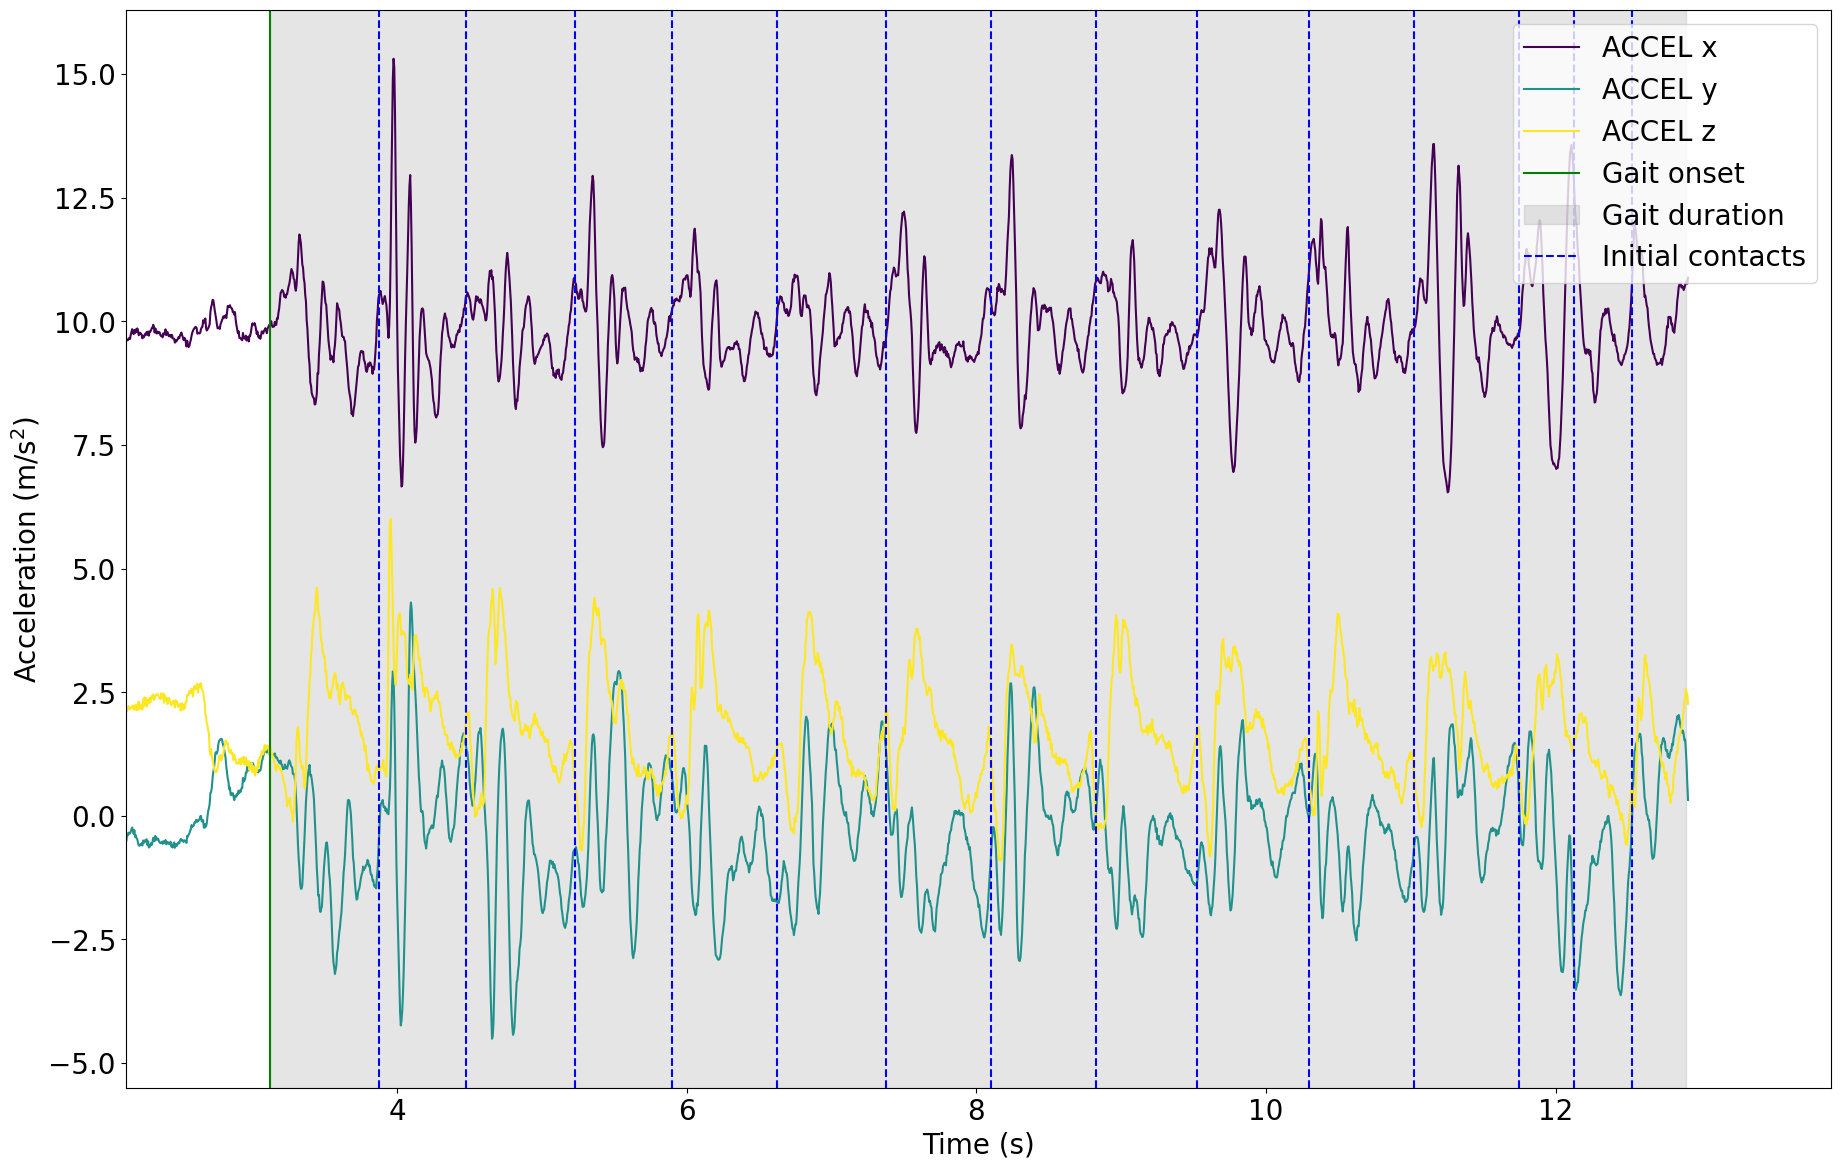 15.0
12.5
10.0
7.5
5.0
2.5
0.0
−2.5
−5.0
Acceleration (m/s²)
4
6
8
10
12
Time (s)
ACCEL x
ACCEL y
ACCEL z
Gait onset
Gait duration
Initial contacts